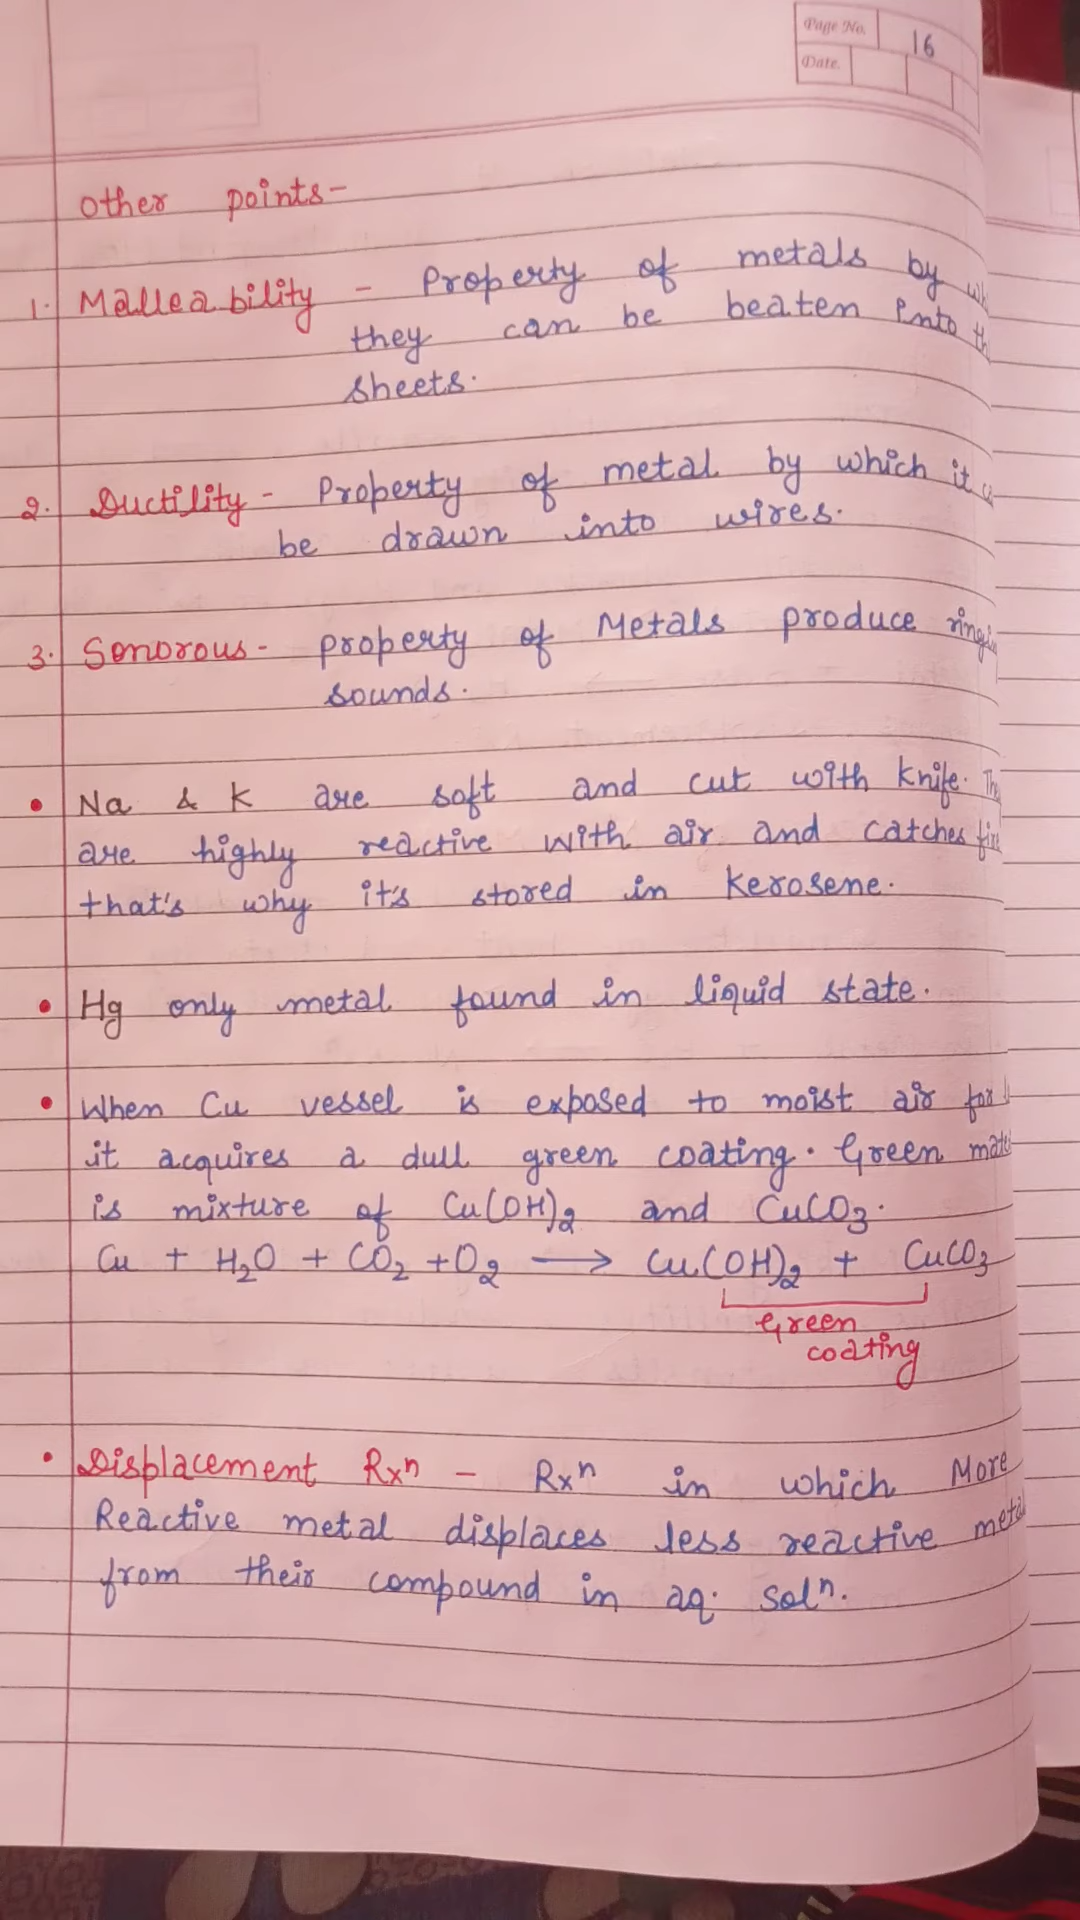 Page No. 16
Date
Other points-
1. Malleability - Property of metals by
they can be beaten into
sheets.
2. Ductility - Property of metal by which it
be drawn into wires.
3. Sonorous - property of Metals produce
sounds.
• Na & K are soft and cut with knife.
are highly reactive with air and catches
that's why it's stored in kerosene.
• Hg only metal found in liquid state.
• When Cu vessel is exposed to moist air for
it acquires a dull green coating. Green
is mixture of Cu(OH)2 and CuCO3.
Cu + H2O + CO2 + O2 → Cu(OH)2 + CuCO3
Green
coating
• Displacement Rxn - Rxn in which More
Reactive metal displaces less reactive metal
from their compound in aq. soln.